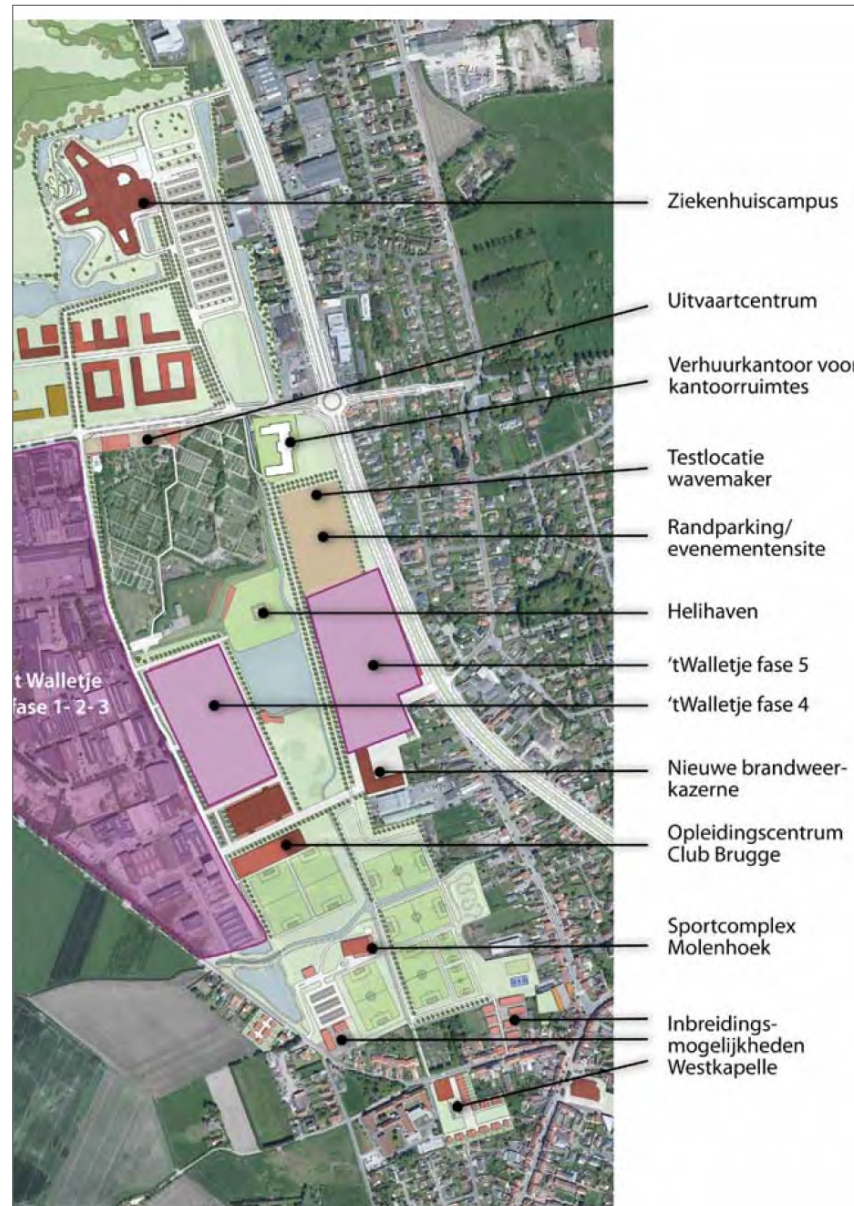 Ziekenhuiscampus
Uitvaartcentrum
Verhuurkantoor voor
kantoorruimtes
Testlocatie
wavemaker
Randparking/
evenementensite
Helihaven
‘tWalletje fase 5
‘tWalletje fase 4
't Walletje
fase 1- 2- 3
Nieuwe brandweer-
kazerne
Opleidingscentrum
Club Brugge
Sportcomplex
Molenhoek
Inbreidings-
mogelijkheden
Westkapelle